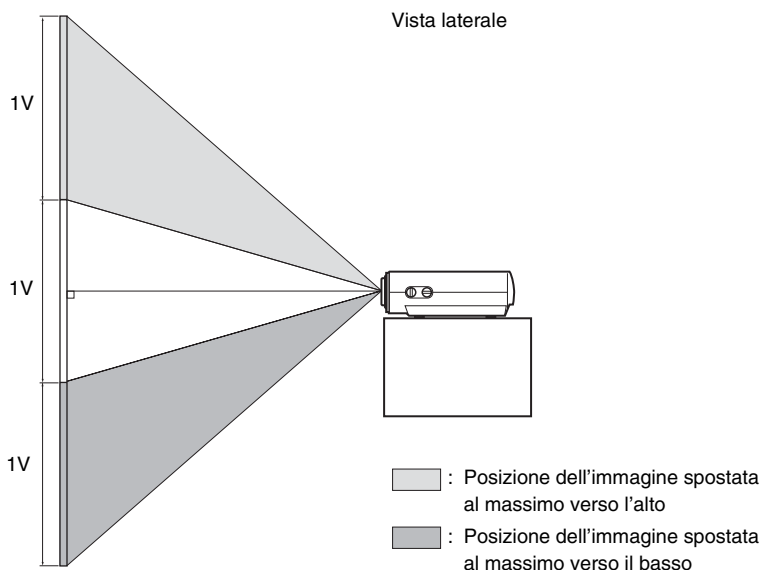 Vista laterale
1V
1V
1V
: Posizione dell'immagine spostata
al massimo verso l'alto
: Posizione dell'immagine spostata
al massimo verso il basso